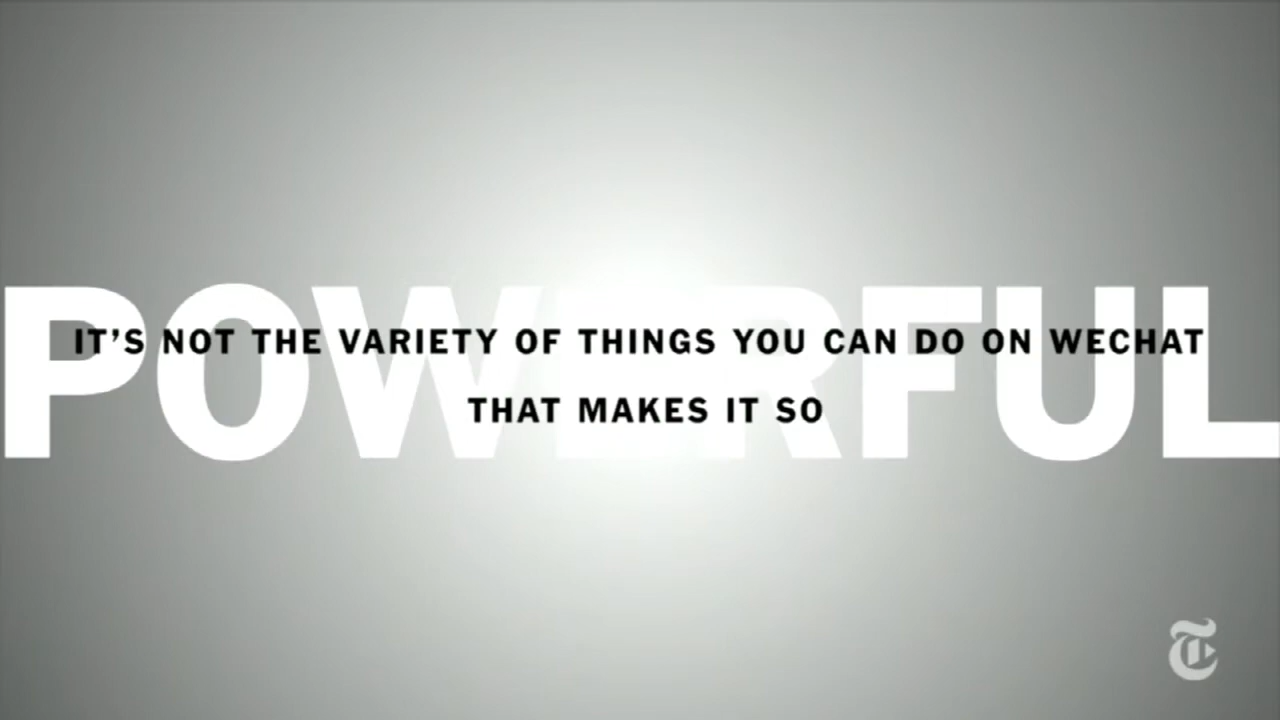 POWERFUL
IT’S NOT THE VARIETY OF THINGS YOU CAN DO ON WECHAT
THAT MAKES IT SO
T